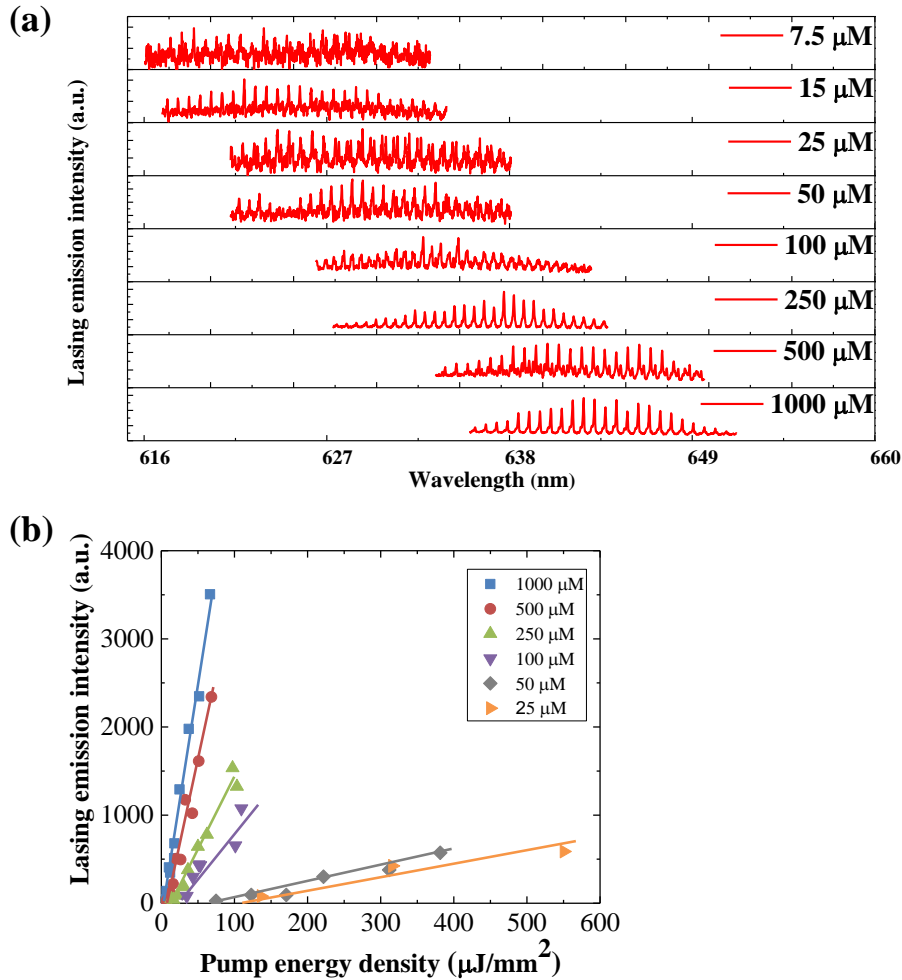 (a)
Lasing emission intensity (a.u.)
7.5 μM
15 μM
25 μM
50 μM
100 μM
250 μM
500 μM
1000 μM
616 627 638 649 660
Wavelength (nm)
(b)
Lasing emission intensity (a.u.)
4000
3000
2000
1000
0
1000 μM
500 μM
250 μM
100 μM
50 μM
25 μM
0 100 200 300 400 500 600
Pump energy density (μJ/mm²)